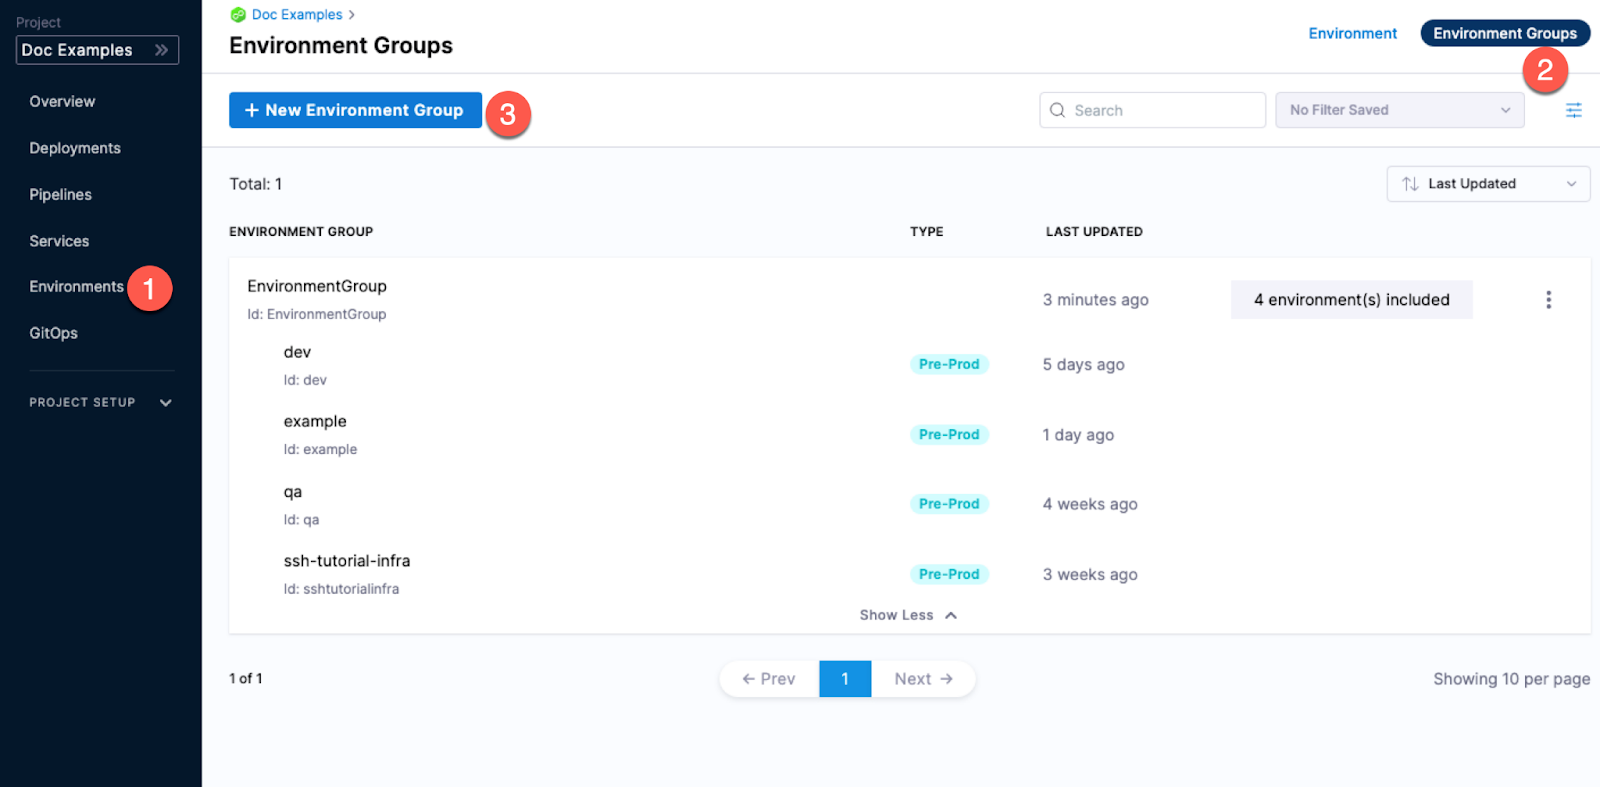 Project
Doc Examples
Overview
Deployments
Pipelines
Services
Environments 1
GitOps
PROJECT SETUP
Doc Examples
Environment Groups
Environment
Environment Groups
2
+ New Environment Group
3
Search
No Filter Saved
Total: 1
Last Updated
ENVIRONMENT GROUP TYPE LAST UPDATED
EnvironmentGroup
Id: EnvironmentGroup
3 minutes ago
4 environment(s) included
dev
Id: dev
Pre-Prod
5 days ago
example
Id: example
Pre-Prod
1 day ago
qa
Id: qa
Pre-Prod
4 weeks ago
ssh-tutorial-infra
Id: sshtutorialinfra
Pre-Prod
3 weeks ago
Show Less
1 of 1
← Prev 1 Next →
Showing 10 per page